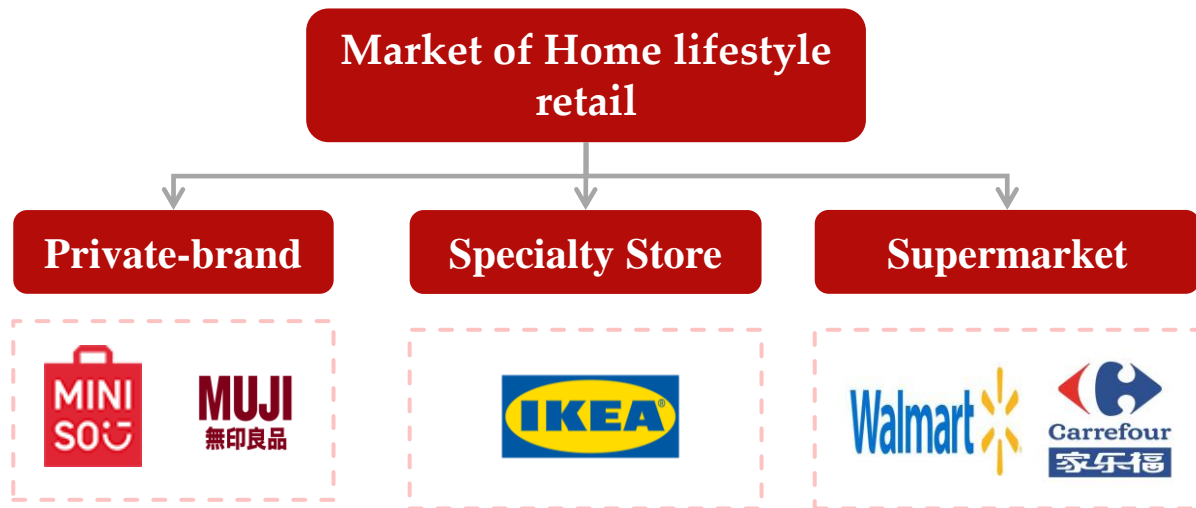 Market of Home lifestyle
retail
Private-brand
Specialty Store
Supermarket
MINI
SO
MUJI
無印良品
IKEA®
Walmart
Carrefour
家乐福